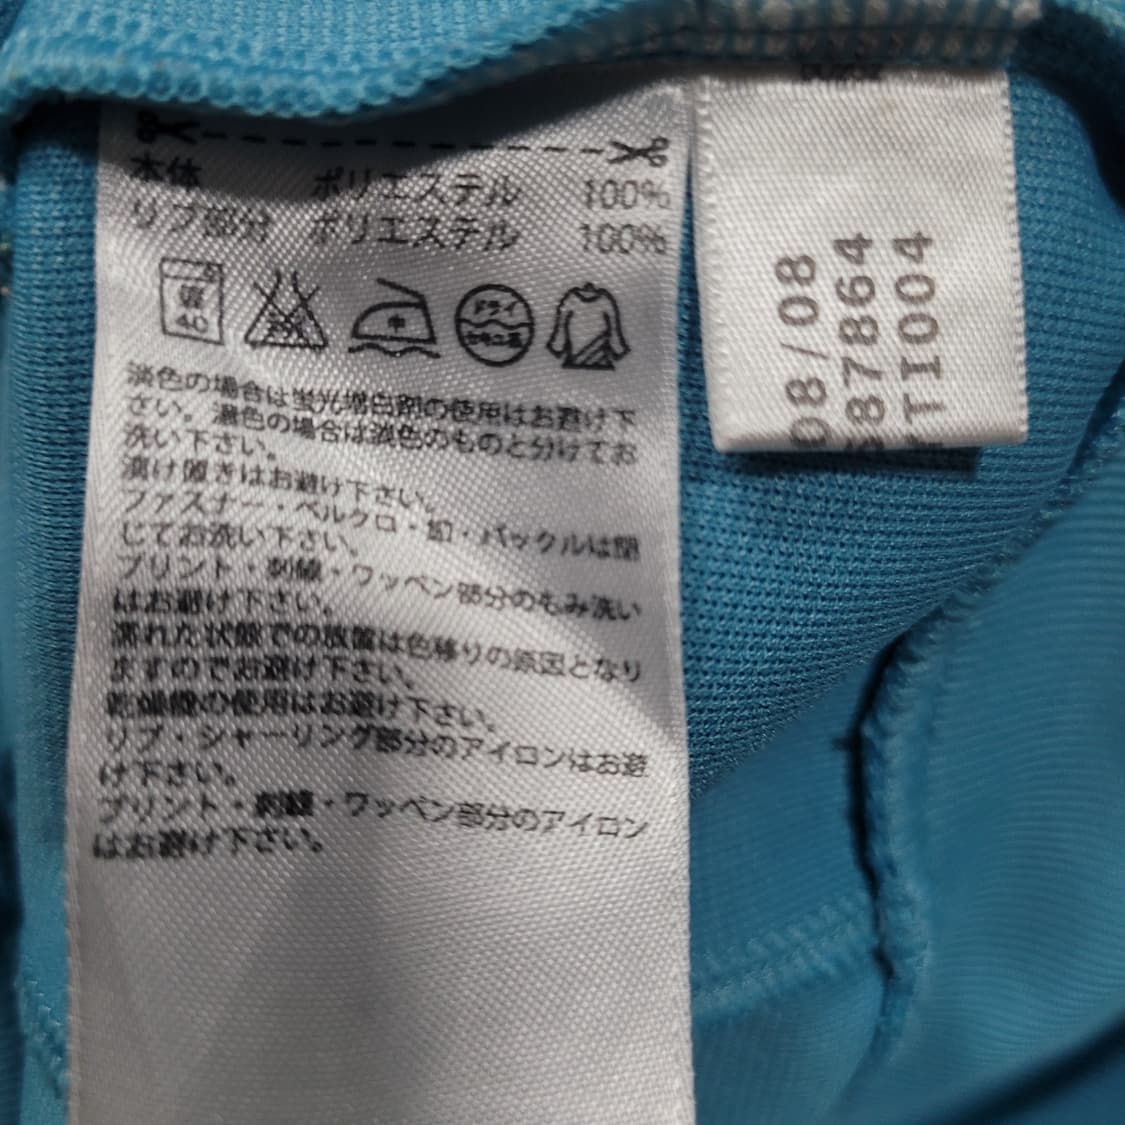 本体 ポリエステル 100%
リブ部分 ポリエステル 100%
弱
40
中
ドライ
淡色の場合は蛍光増白剤の使用はお避け下
さい。濃色の場合は淡色のものと分けてお
洗い下さい。
漬け置きはお避け下さい。
ファスナー・ベルクロ・釦・バックルは閉
じてお洗い下さい。
プリント・刺繍・ワッペン部分のもみ洗い
はお避け下さい。
濡れた状態での放置は色移りの原因となり
ますのでお避け下さい。
乾燥機の使用はお避け下さい。
リブ・シャーリング部分のアイロンはお避
け下さい。
プリント・刺繍・ワッペン部分のアイロン
はお避け下さい。
08/08
87864
TI004